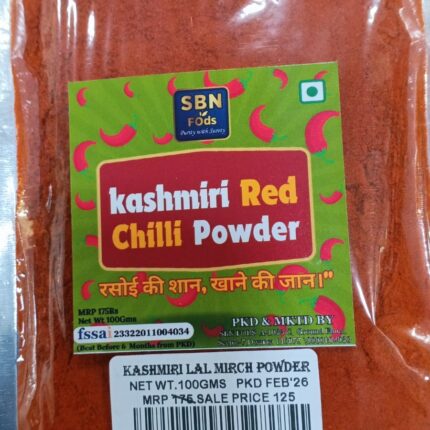 SBN
FOds
Purity with Surety
kashmiri Red
Chilli Powder
रसोई की शान, खाने की जान।"
MRP 175Rs
Net Wt 100Gms
fssai 23322011004034
(Best Before 6 Months from PKD)
PKD & MKTD BY
KASHMIRI LAL MIRCH POWDER
NET WT.100GMS PKD FEB'26
MRP 175 SALE PRICE 125